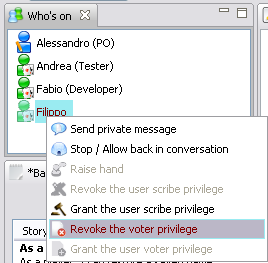 Who's on
Alessandro (PO)
Andrea (Tester)
Fabio (Developer)
Filippo
Send private message
Stop / Allow back in conversation
Raise hand
Revoke the user scribe privilege
Grant the user scribe privilege
Revoke the voter privilege
Grant the user voter privilege
*Ba
Story
As a